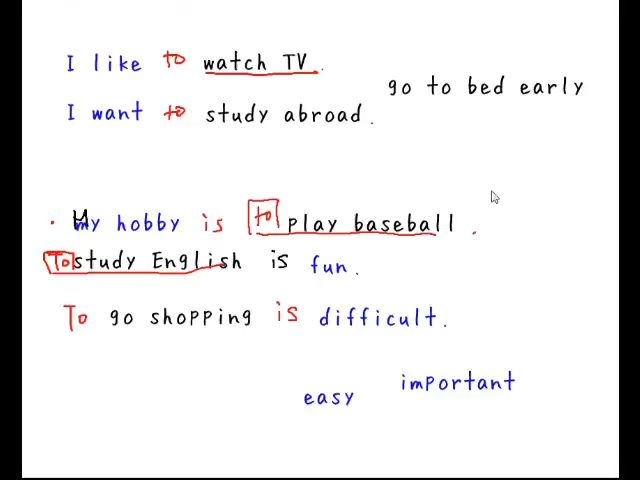 I like to watch TV.
go to bed early
I want to study abroad.
· My hobby is to play baseball.
To study English is fun.
To go shopping is difficult.
important
easy